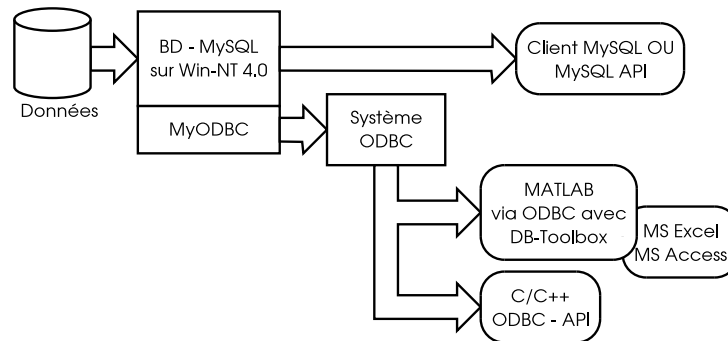 Données
BD - MySQL
sur Win-NT 4.0
MyODBC
Client MySQL OU
MySQL API
Système
ODBC
MATLAB
via ODBC avec
DB-Toolbox
MS Excel
MS Access
C/C++
ODBC - API